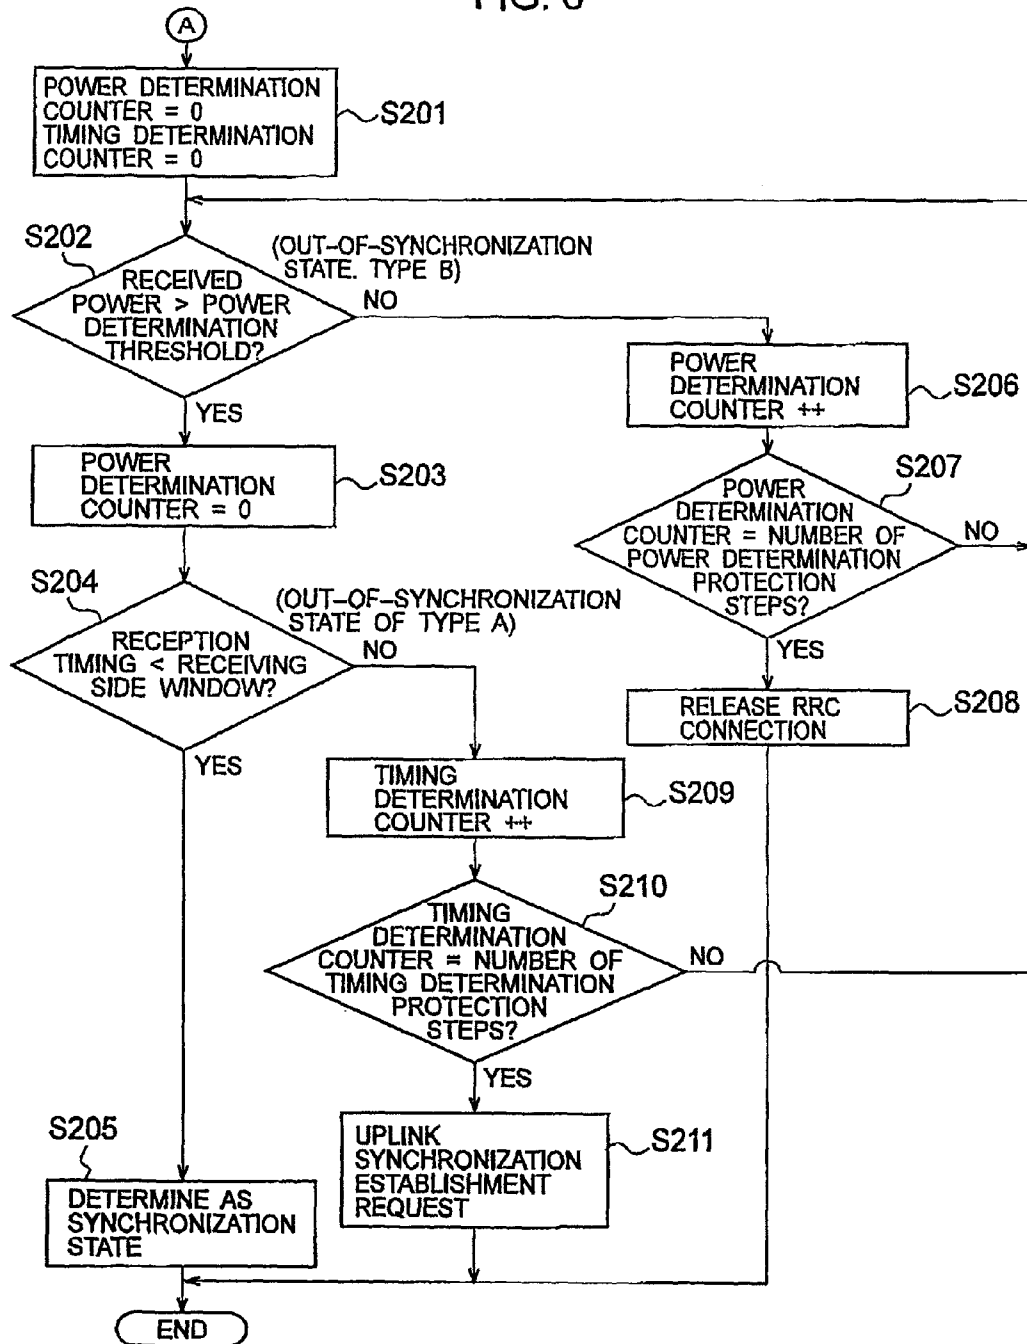 A
POWER DETERMINATION
COUNTER = 0
TIMING DETERMINATION
COUNTER = 0
S201
S202
(OUT-OF-SYNCHRONIZATION
STATE. TYPE B)
RECEIVED
POWER > POWER
DETERMINATION
THRESHOLD?
NO
YES
POWER
DETERMINATION
COUNTER ++
S206
POWER
DETERMINATION
COUNTER = 0
S203
S207
POWER
DETERMINATION
COUNTER = NUMBER OF
POWER DETERMINATION
PROTECTION
STEPS?
NO
YES
S204
(OUT-OF-SYNCHRONIZATION
STATE OF TYPE A)
RECEPTION
TIMING < RECEIVING
SIDE WINDOW?
NO
YES
RELEASE RRC
CONNECTION
S208
TIMING
DETERMINATION
COUNTER ++
S209
S210
TIMING
DETERMINATION
COUNTER = NUMBER OF
TIMING DETERMINATION
PROTECTION
STEPS?
NO
YES
UPLINK
SYNCHRONIZATION
ESTABLISHMENT
REQUEST
S211
S205
DETERMINE AS
SYNCHRONIZATION
STATE
END